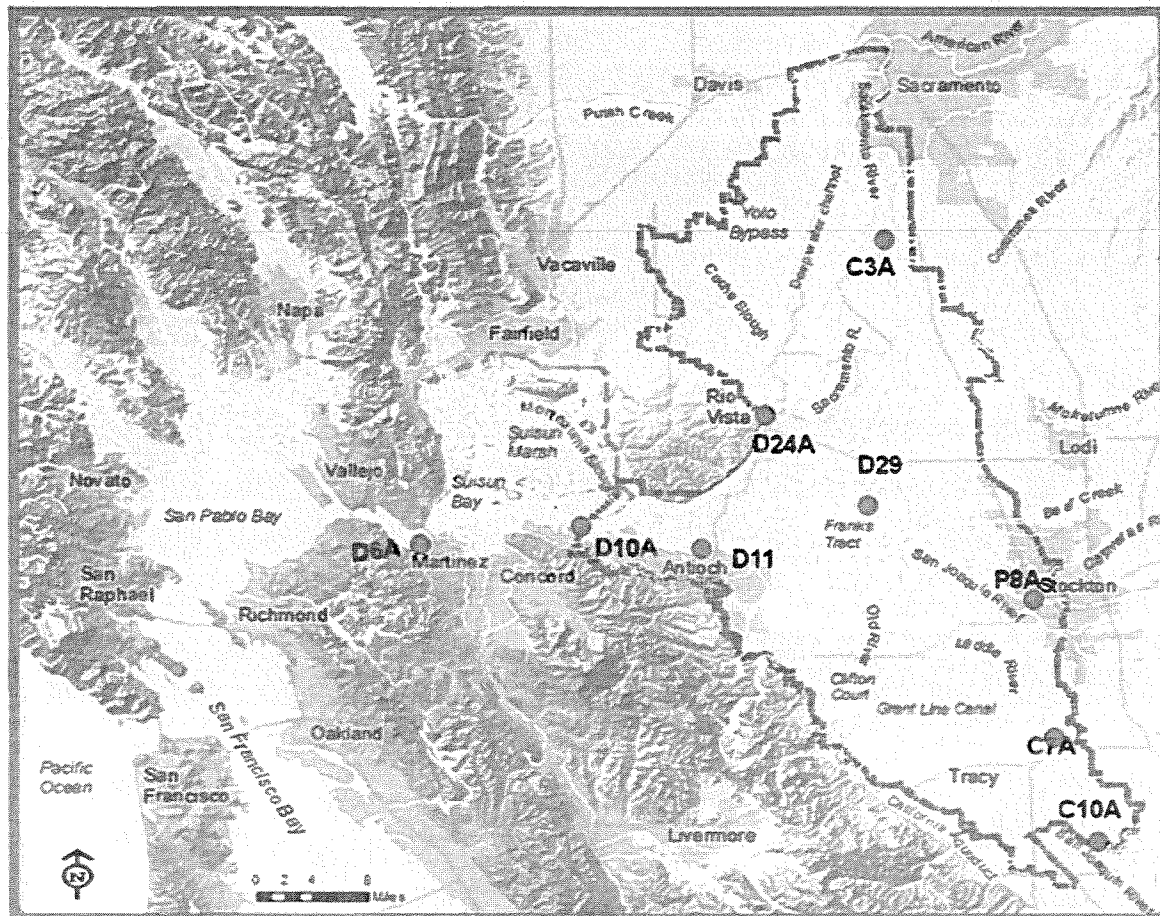 American River
Davis
Sacramento
Putah Creek
Sacramento River
Deep water channel
Cosumnes River
Yolo
Bypass
C3A
Vacaville
Cache Slough
Napa
Fairfield
Sacramento R.
Rio
Vista
Mokelumne River
D24A
Lodi
Montezuma
Suisun
Marsh
D29
Vallejo
Suisun
Bay
Novato
San Pablo Bay
Franks
Tract
D6A
Martinez
D10A
Concord
Antioch
D11
San
Raphael
San Joaquin River
P8A
Stockton
Richmond
Old River
Middle
River
Clifton
Court
Grant Line Canal
C7A
San Francisco Bay
Oakland
Pacific
Ocean
San
Francisco
Tracy
C10A
Livermore
California Aqueduct
N
0
8
Miles